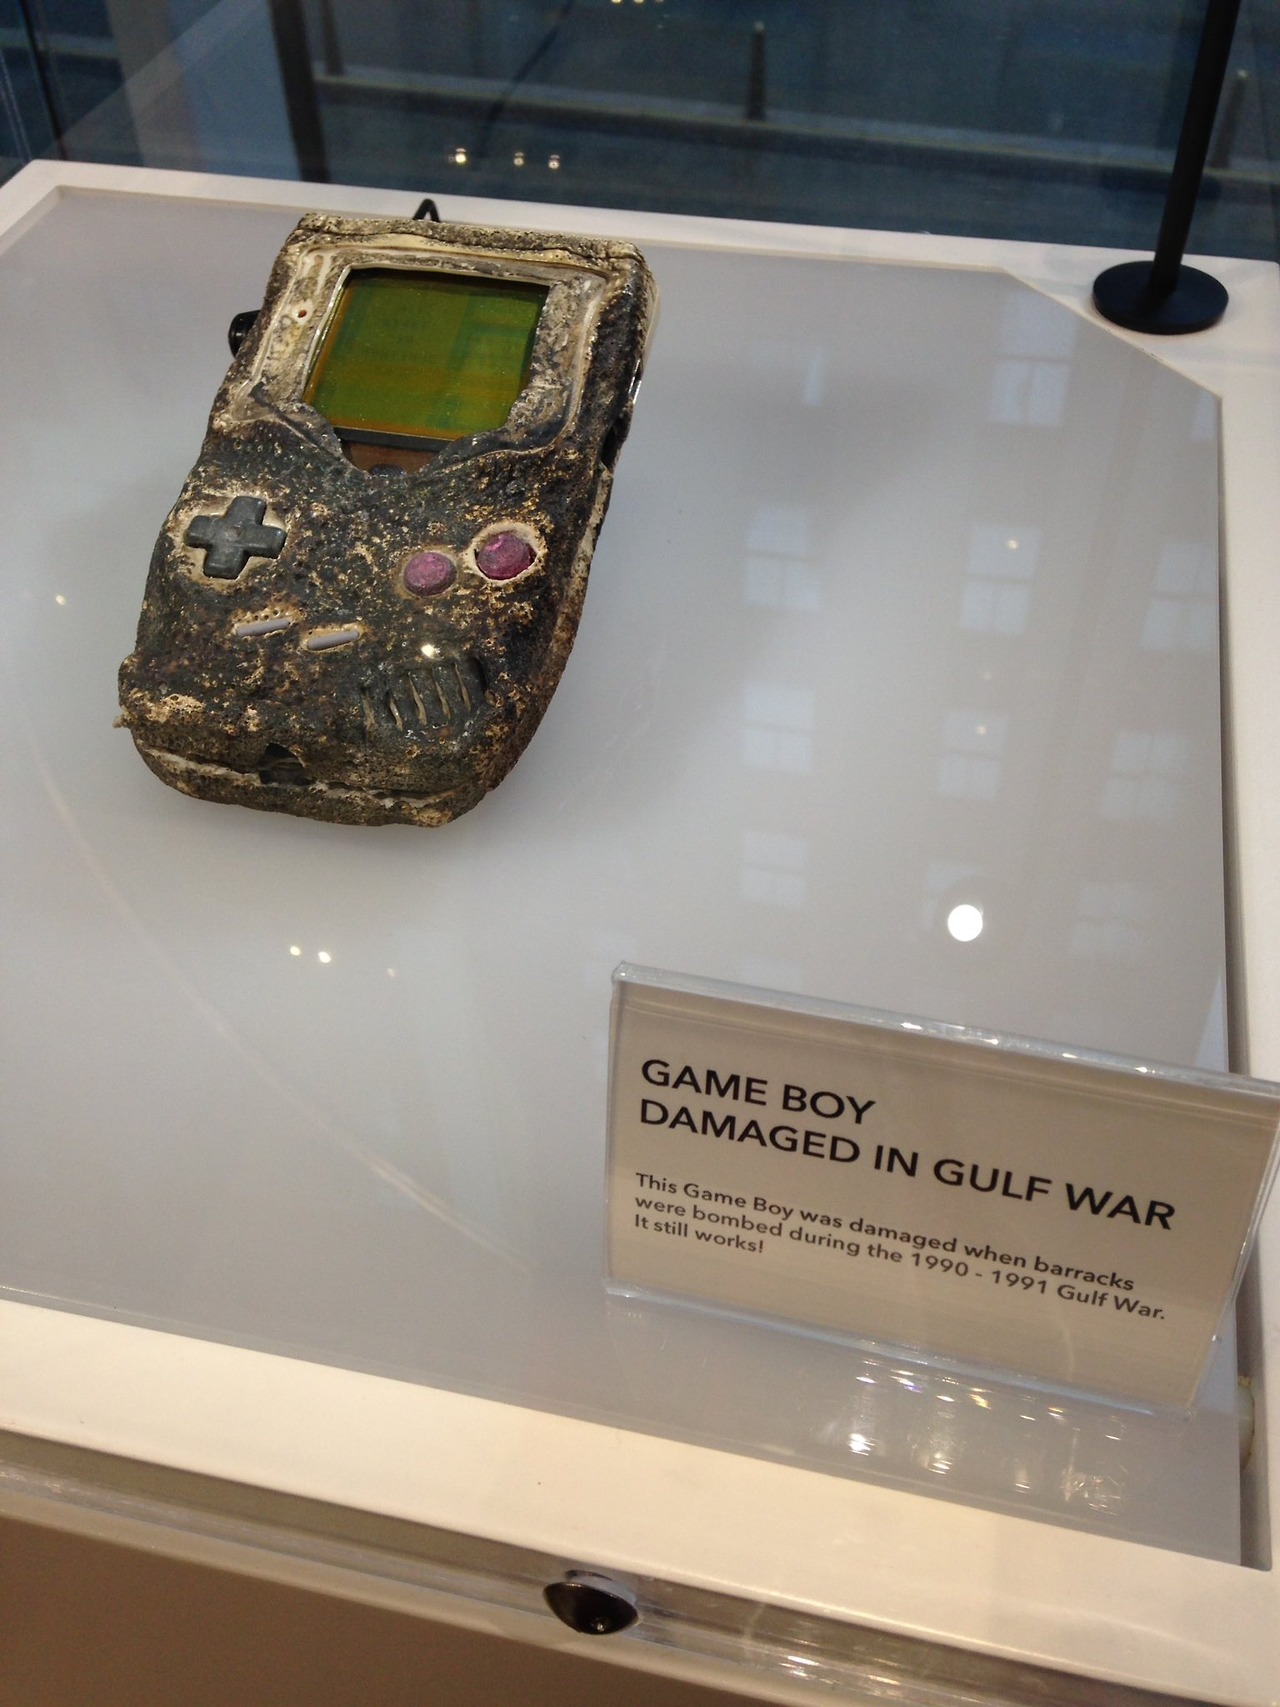 GAME BOY
DAMAGED IN GULF WAR
This Game Boy was damaged when barracks
were bombed during the 1990 - 1991 Gulf War.
It still works!